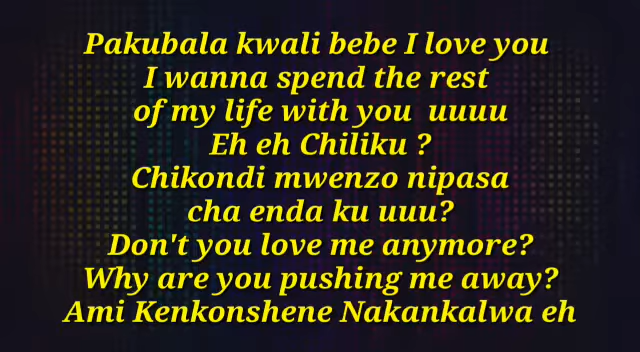 Pakubala kwali bebe I love you
I wanna spend the rest
of my life with you uuuu
Eh eh Chiliku ?
Chikondi mwenzo nipasa
cha enda ku uuu?
Don't you love me anymore?
Why are you pushing me away?
Ami Kenkonshene Nakankalwa eh